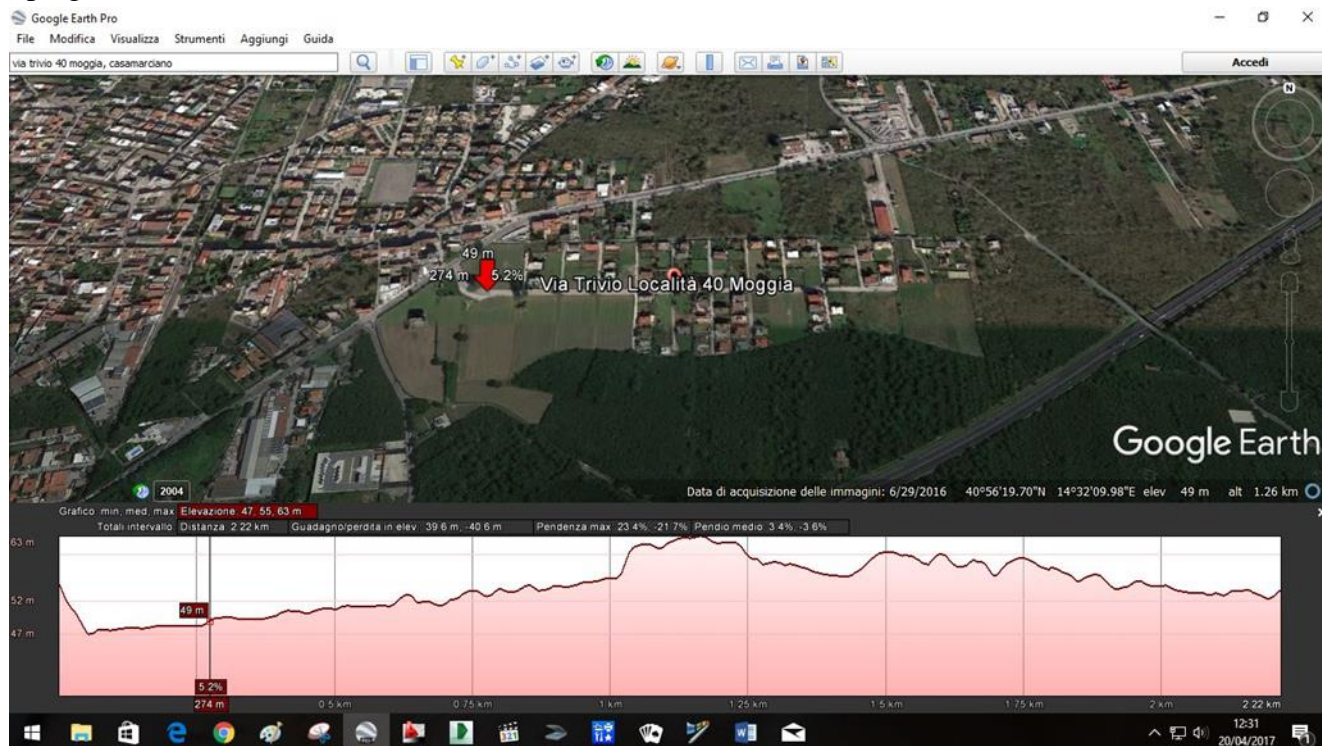 Google Earth Pro
File Modifica Visualizza Strumenti Aggiungi Guida
via trivio 40 moggia, casamarciano
Accedi
N
49 m
274 m 5.2%
Via Trivio Località 40 Moggia
Google Earth
2004
Data di acquisizione delle immagini: 6/29/2016 40°56'19.70"N 14°32'09.98"E elev 49 m alt 1.26 km
Grafico: min, med, max Elevazione: 47, 55, 63 m
Totali intervallo: Distanza: 2.22 km Guadagno/perdita in elev: 39.6 m, -40.6 m Pendenza max: 23.4%, -21.7% Pendio medio: 3.4%, -3.6%
63 m
52 m
49 m
47 m
5.2%
274 m 0.5 km 0.75 km 1 km 1.25 km 1.5 km 1.75 km 2 km 2.22 km
12:31
20/04/2017